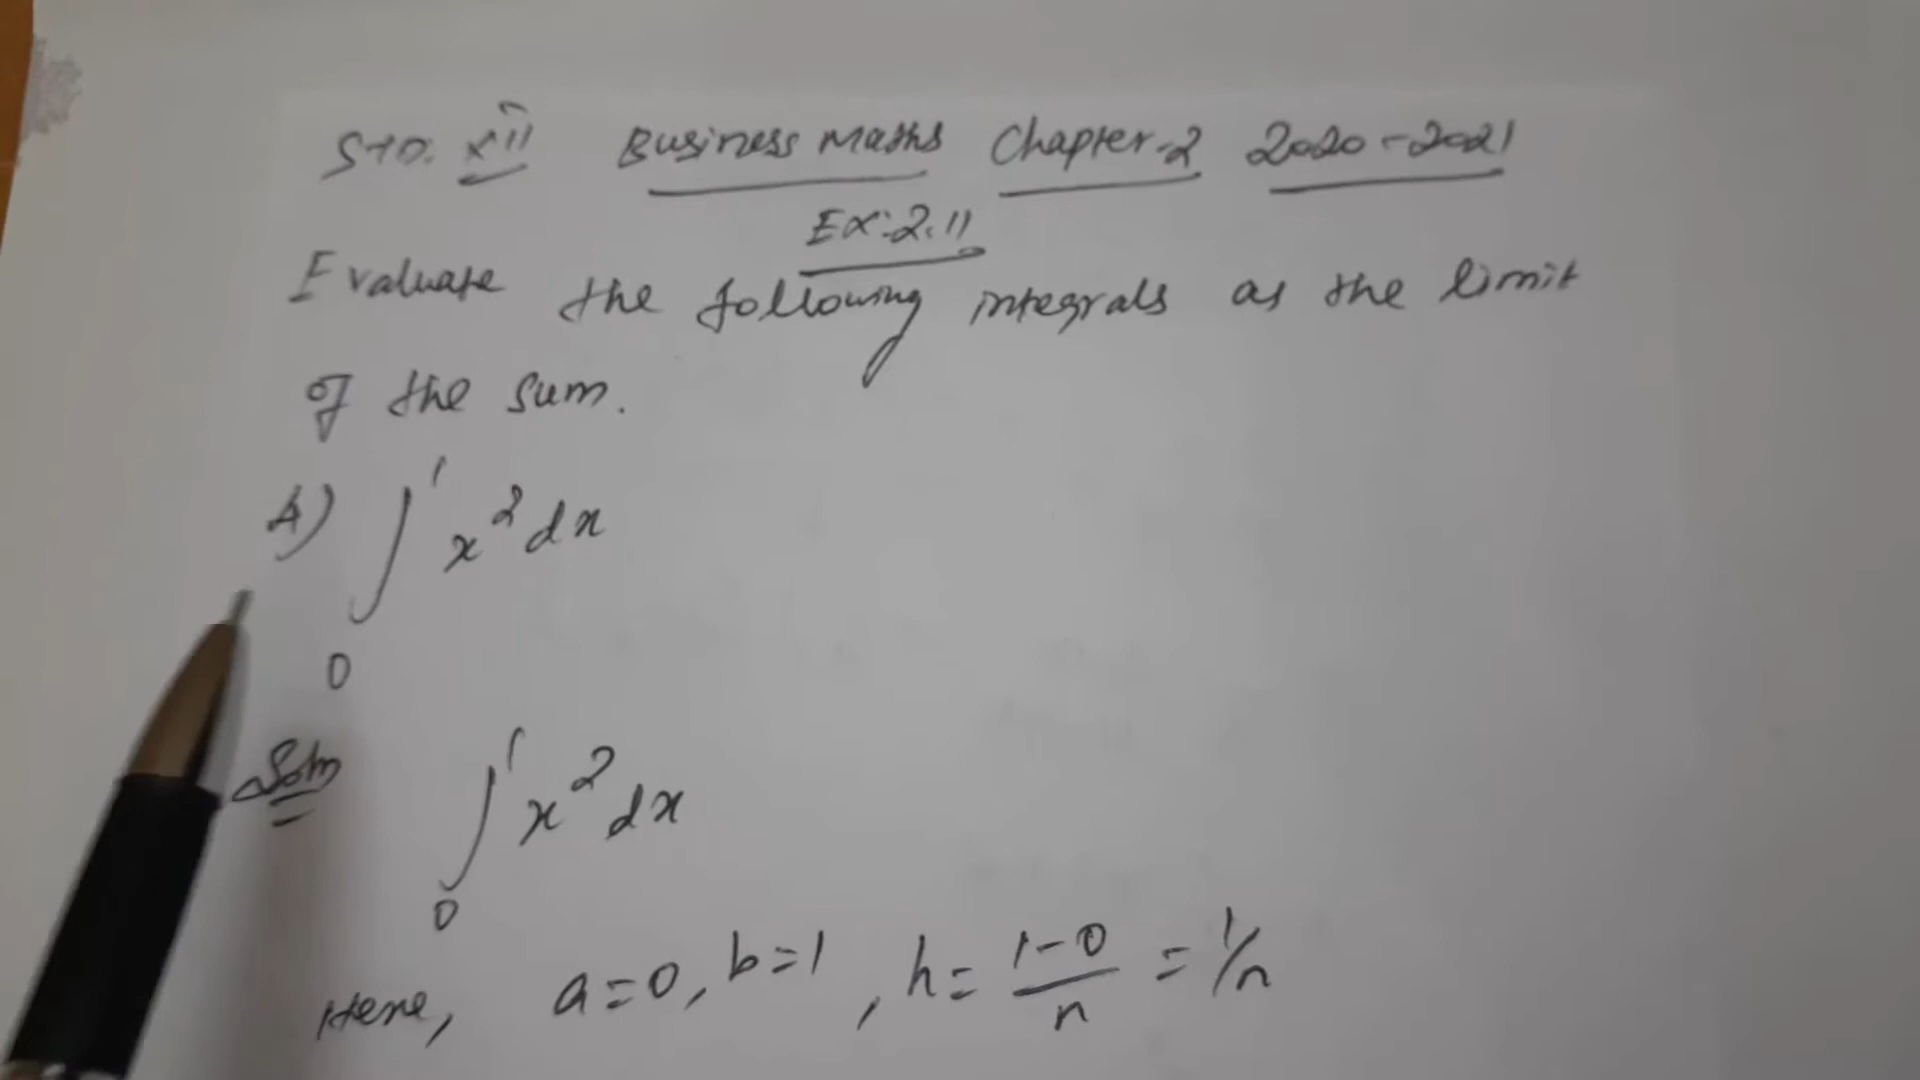 STD. XII Business Maths Chapter-2 2020-2021
Ex:-2.11
Evaluate the following integrals as the limit
of the sum.
4) ∫₀¹ x² dx
Soln ∫₀¹ x² dx
Here, a=0, b=1, h= (1-0)/n = 1/n